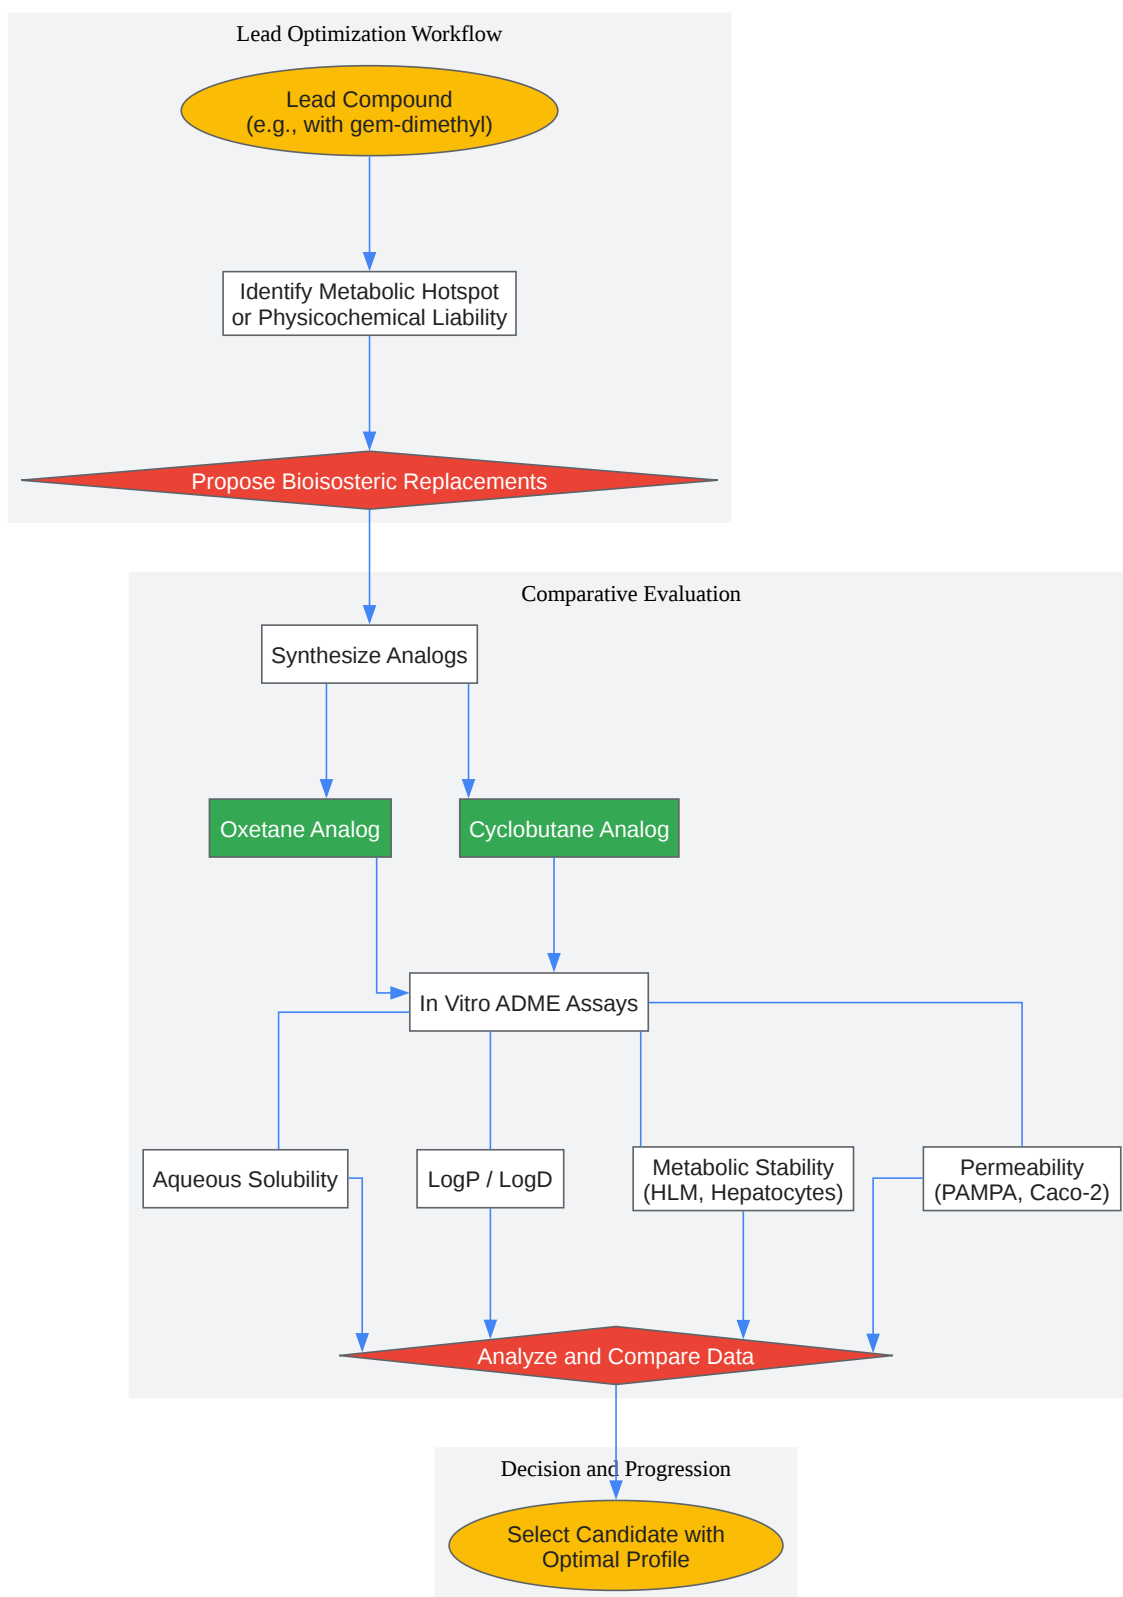 Lead Optimization Workflow
Lead Compound
(e.g., with gem-dimethyl)
Identify Metabolic Hotspot
or Physicochemical Liability
Propose Bioisosteric Replacements
Comparative Evaluation
Synthesize Analogs
Oxetane Analog
Cyclobutane Analog
In Vitro ADME Assays
Aqueous Solubility
LogP / LogD
Metabolic Stability
(HLM, Hepatocytes)
Permeability
(PAMPA, Caco-2)
Analyze and Compare Data
Decision and Progression
Select Candidate with
Optimal Profile